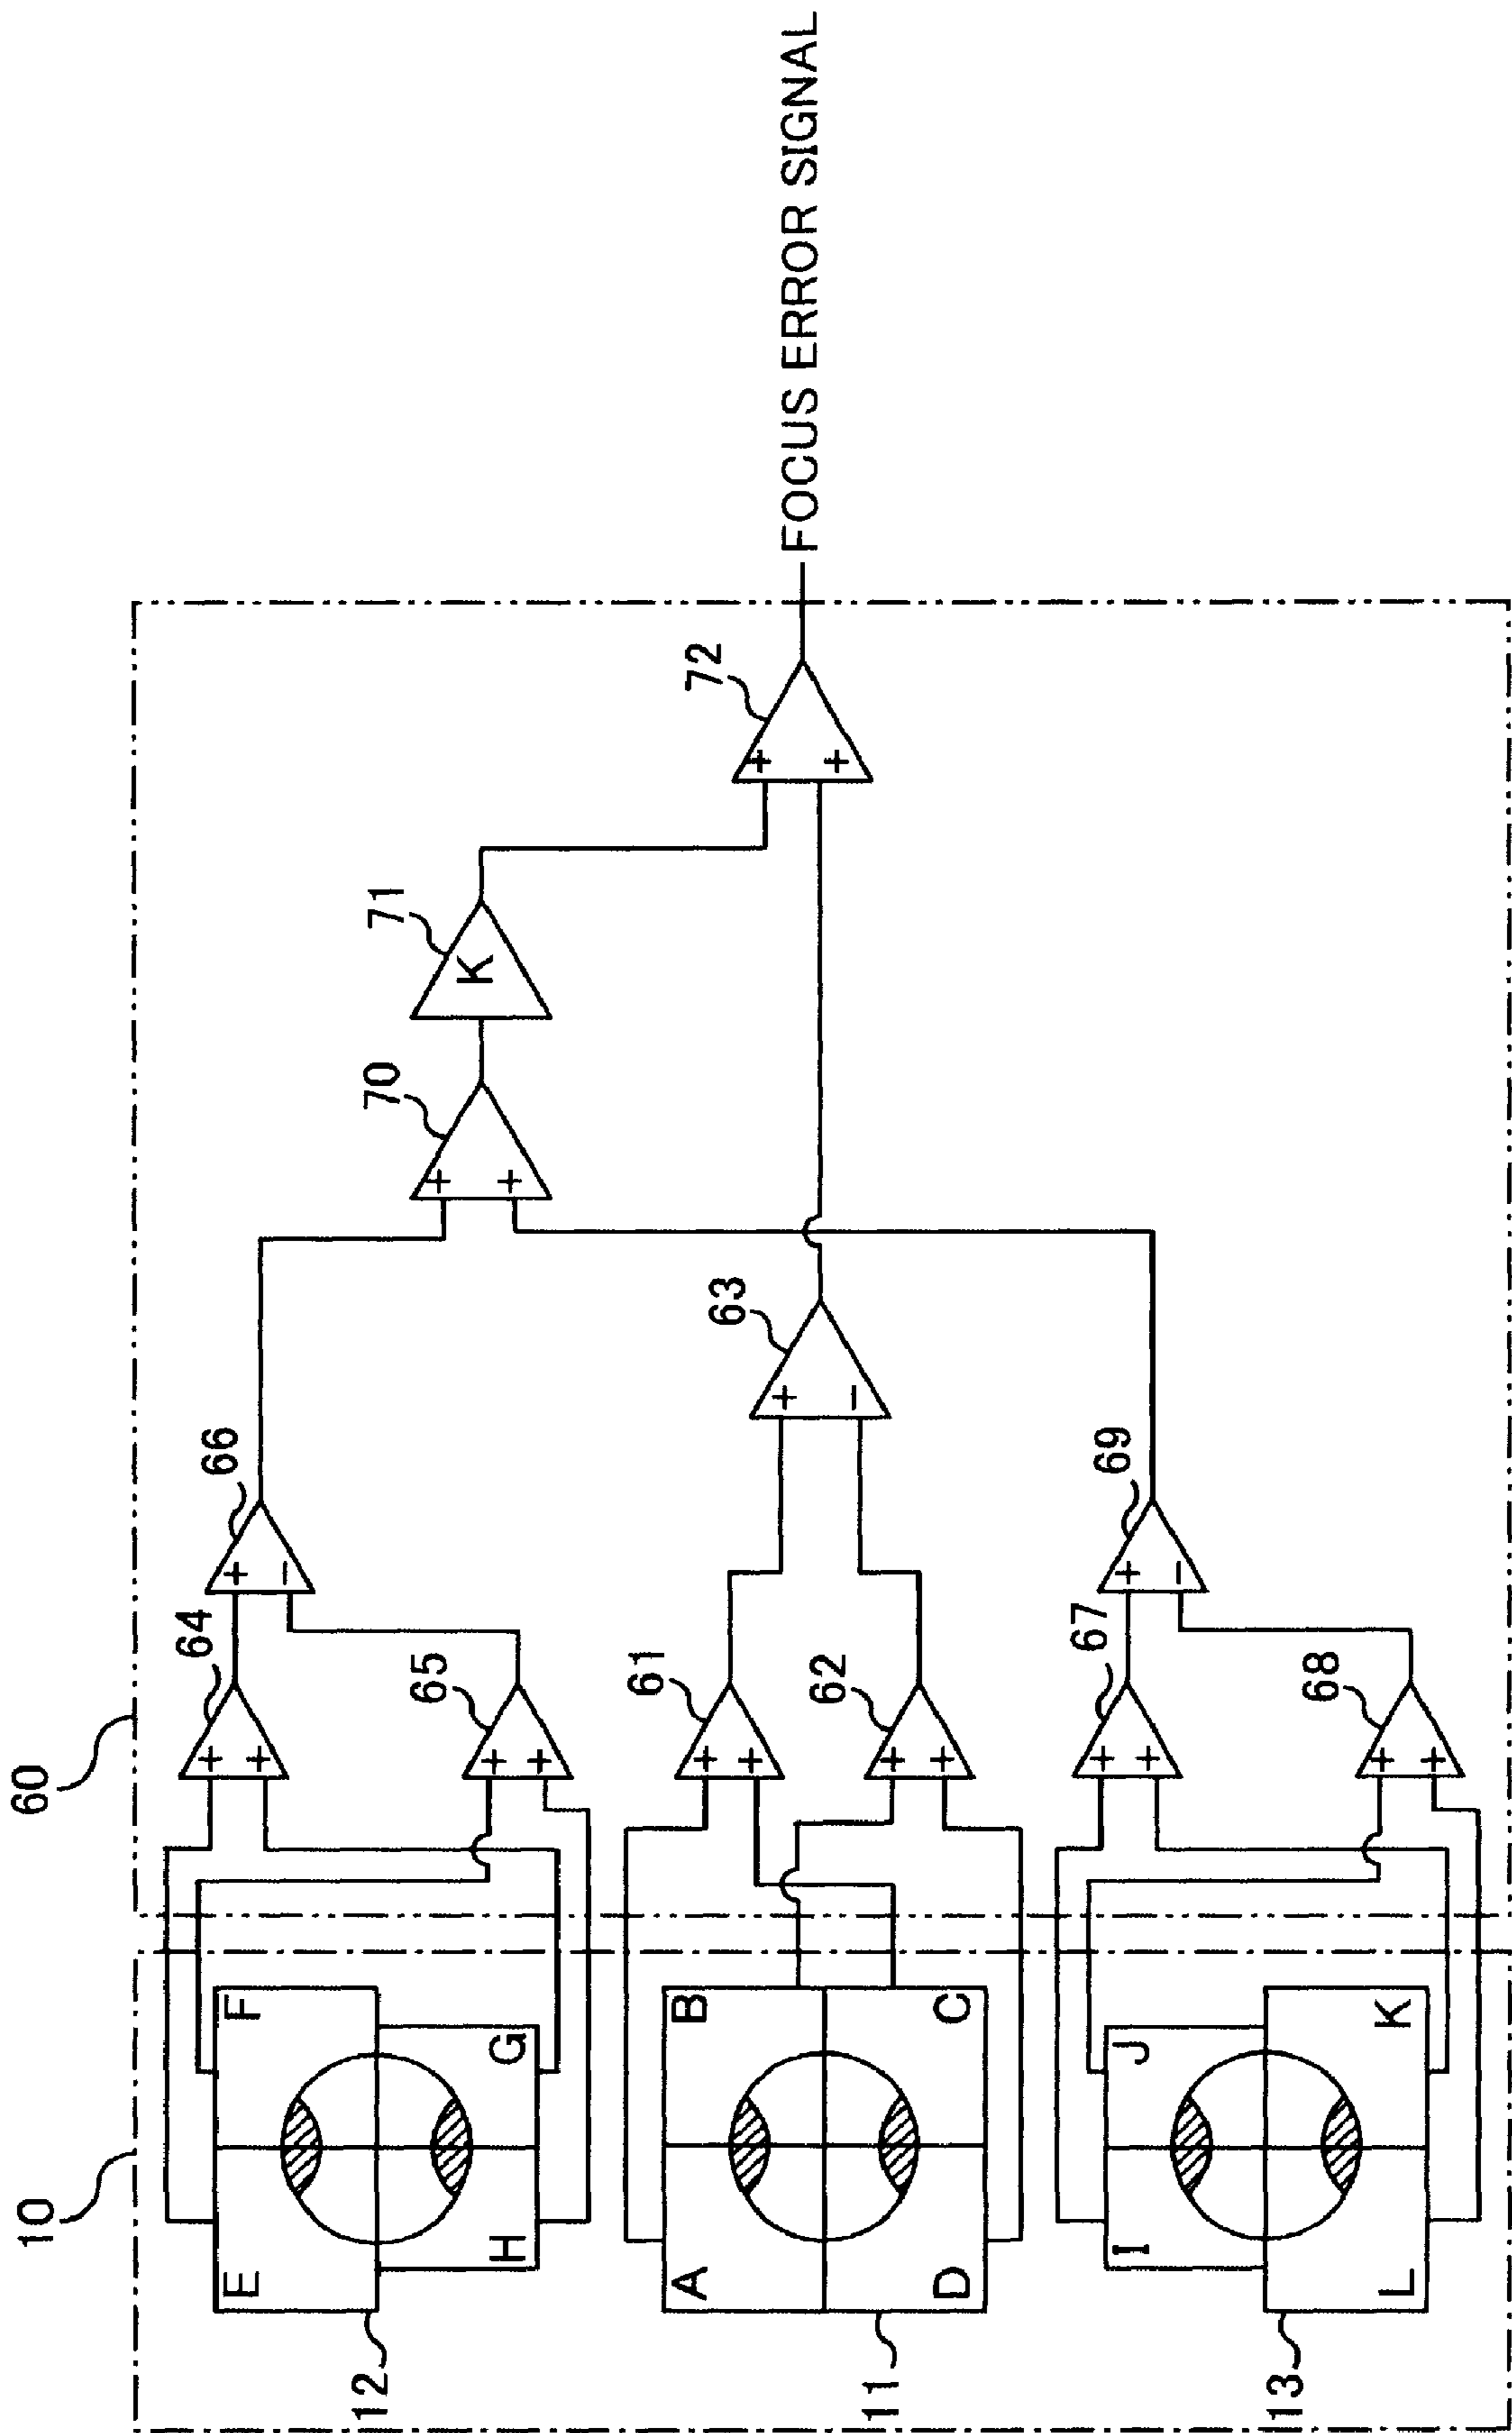 10
60
12
E
F
H
G
64
+
+
65
+
+
66
+
-
11
A
B
D
C
61
+
+
62
+
+
63
+
-
13
I
J
L
K
67
+
+
68
+
+
69
+
-
70
+
+
71
K
72
+
+
FOCUS ERROR SIGNAL